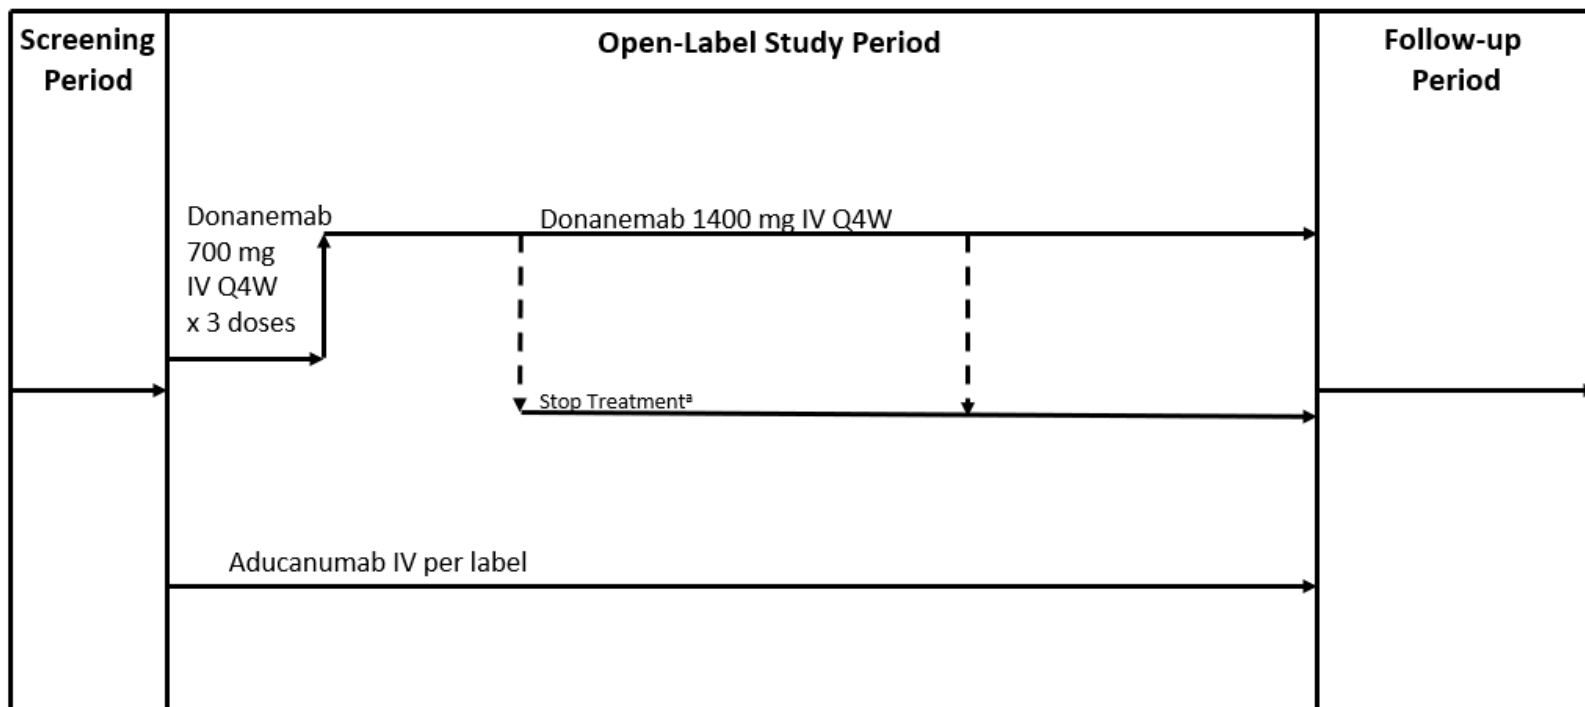 Screening
Period
Open-Label Study Period
Follow-up
Period
Donanemab
700 mg
IV Q4W
x 3 doses
Donanemab 1400 mg IV Q4W
Stop Treatmentª
Aducanumab IV per label